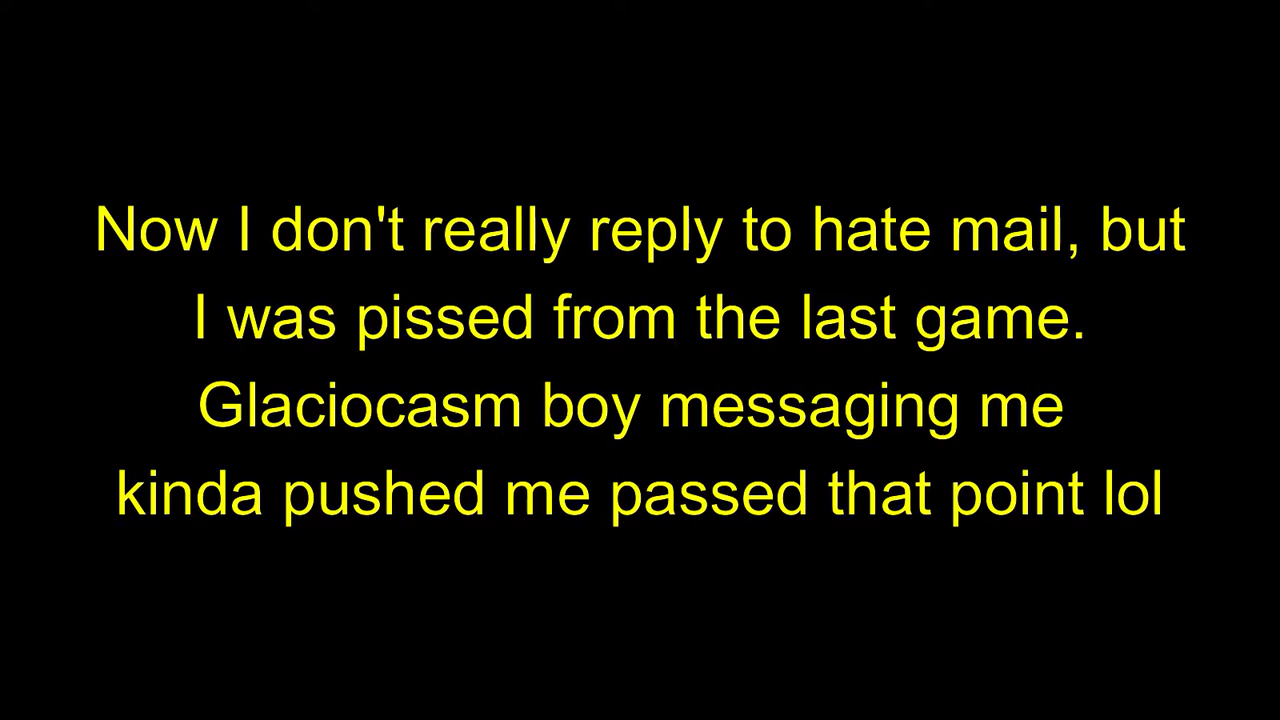 Now I don't really reply to hate mail, but
I was pissed from the last game.
Glaciocasm boy messaging me
kinda pushed me passed that point lol